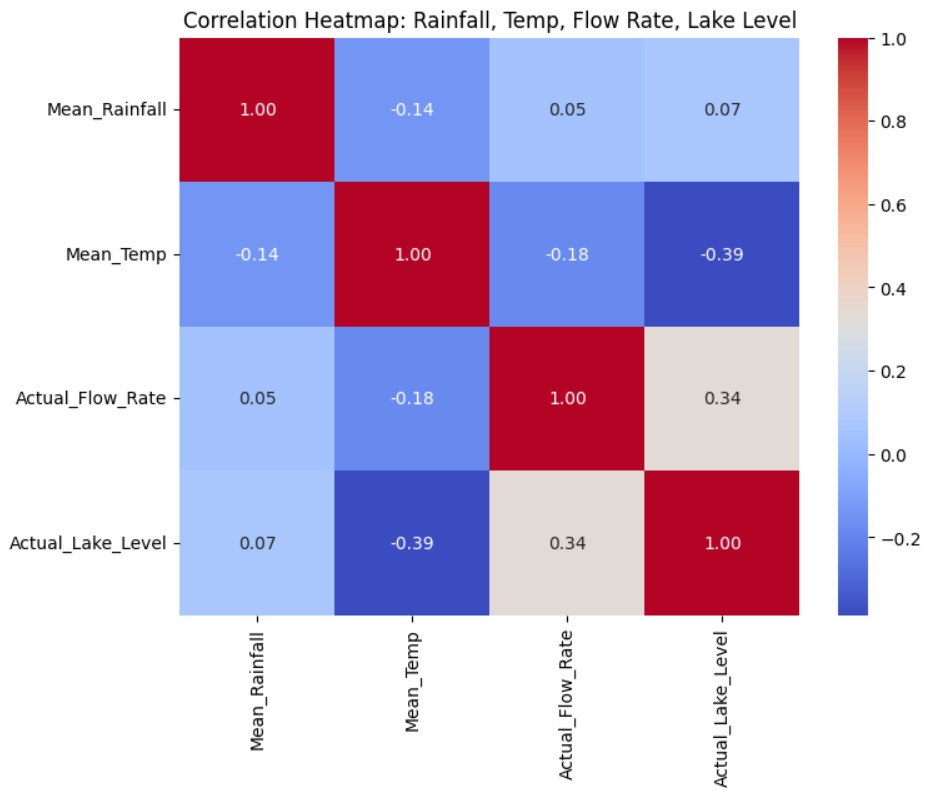 Correlation Heatmap: Rainfall, Temp, Flow Rate, Lake Level
Mean_Rainfall
1.00
-0.14
0.05
0.07
Mean_Temp
-0.14
1.00
-0.18
-0.39
Actual_Flow_Rate
0.05
-0.18
1.00
0.34
Actual_Lake_Level
0.07
-0.39
0.34
1.00
Mean_Rainfall
Mean_Temp
Actual_Flow_Rate
Actual_Lake_Level
1.0
0.8
0.6
0.4
0.2
0.0
−0.2